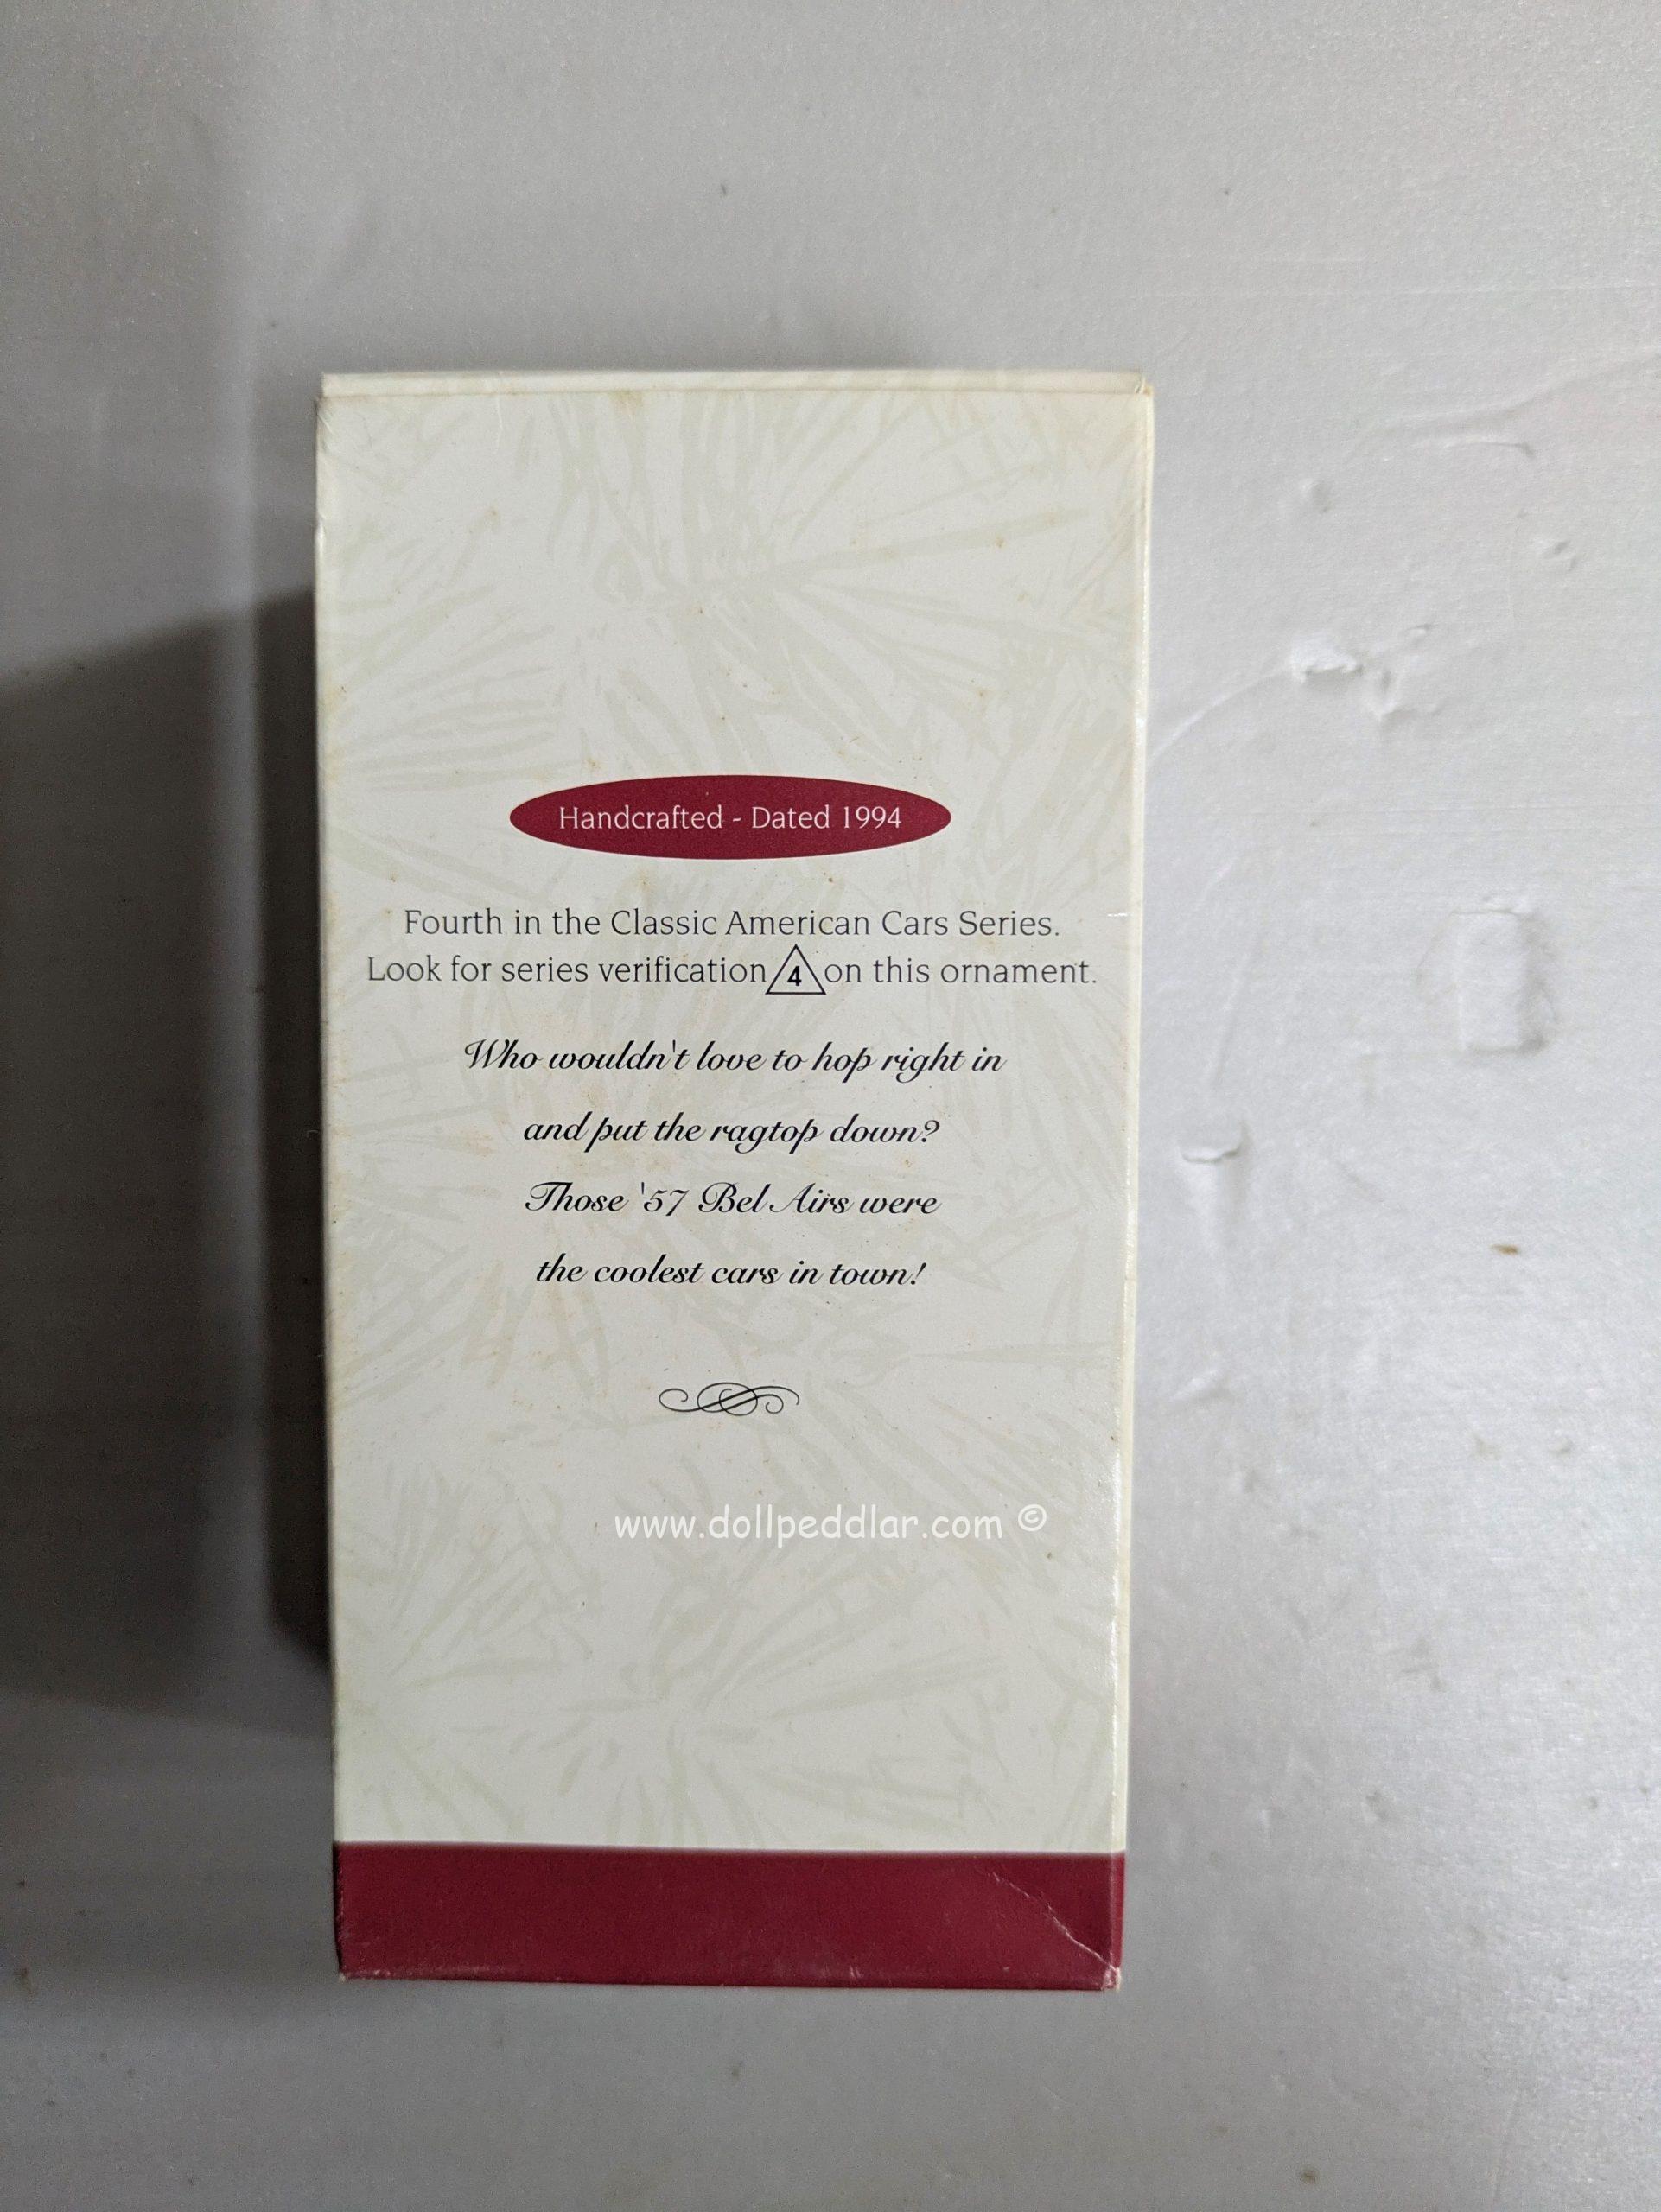 Handcrafted - Dated 1994
Fourth in the Classic American Cars Series.
Look for series verification 4 on this ornament.
Who wouldn't love to hop right in
and put the ragtop down?
Those '57 Bel Airs were
the coolest cars in town!
www.dollpeddlar.com ©